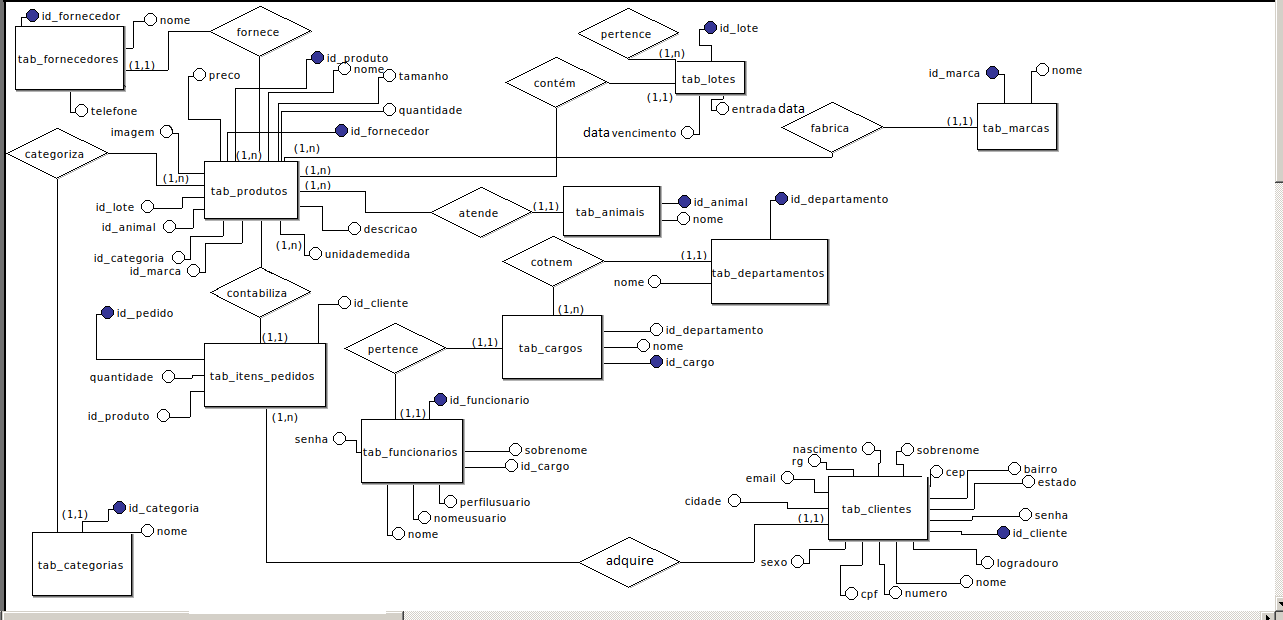 id_fornecedor
nome
fornece
pertence
id_lote
tab_fornecedores
(1,1)
(1,n)
id_produto
nome
preco
tamanho
contém
tab_lotes
id_marca
nome
telefone
quantidade
(1,1)
entrada data
imagem
id_fornecedor
data vencimento
fabrica
(1,1)
tab_marcas
categoriza
(1,n)
(1,n)
(1,n)
(1,n)
(1,n)
tab_produtos
id_lote
id_animal
id_categoria
id_marca
descricao
(1,n)
unidademedida
atende
(1,1)
tab_animais
id_animal
nome
id_departamento
cotnem
(1,1)
tab_departamentos
nome
contabiliza
id_cliente
(1,n)
id_pedido
(1,1)
pertence
(1,1)
tab_cargos
id_departamento
nome
id_cargo
quantidade
tab_itens_pedidos
id_produto
(1,n)
(1,1)
id_funcionario
senha
tab_funcionarios
sobrenome
id_cargo
perfilusuario
nomeusuario
nome
nascimento
sobrenome
rg
cep
bairro
email
estado
cidade
tab_clientes
senha
(1,1)
id_cliente
(1,1)
id_categoria
nome
tab_categorias
adquire
sexo
logradouro
nome
cpf
numero